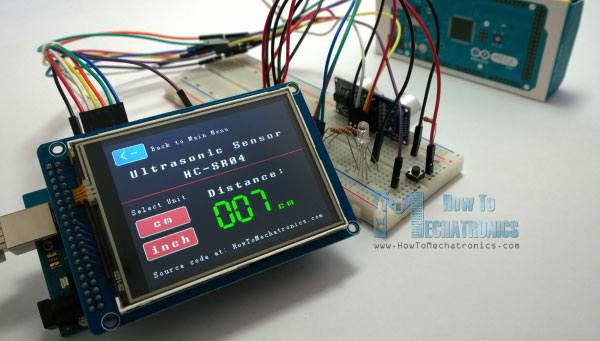 <- Back to Main Menu
Ultrasonic Sensor
HC-SR04
Select Unit
Distance:
cm
007 cm
inch
Source code at: HowToMechatronics.com
How To
Mechatronics
www.HowToMechatronics.com
MEGA